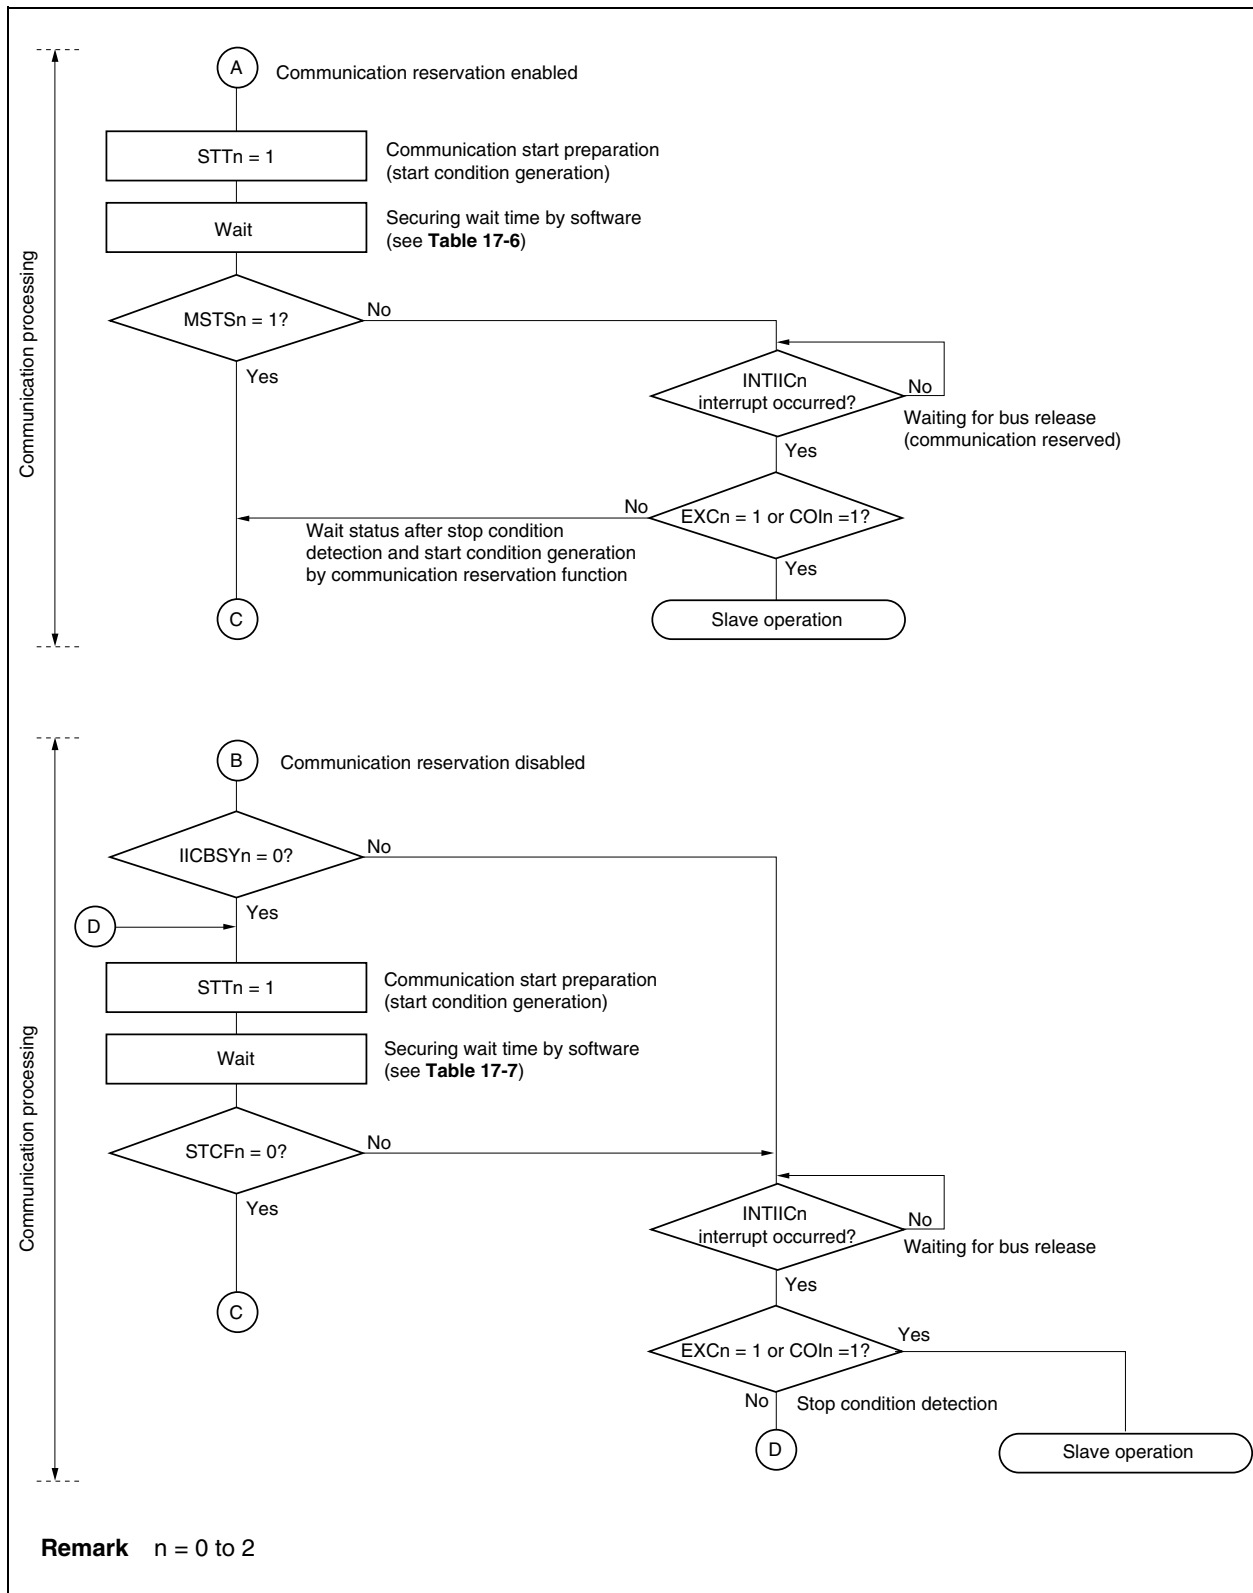 A
Communication reservation enabled
STTn = 1
Communication start preparation
(start condition generation)
Wait
Securing wait time by software
(see Table 17-6)
MSTSn = 1?
No
Yes
INTIICn
interrupt occurred?
No
Waiting for bus release
(communication reserved)
Yes
EXCn = 1 or COIn =1?
No
Wait status after stop condition
detection and start condition generation
by communication reservation function
Yes
C
Slave operation
Communication processing
B
Communication reservation disabled
IICBSYn = 0?
No
Yes
D
STTn = 1
Communication start preparation
(start condition generation)
Wait
Securing wait time by software
(see Table 17-7)
STCFn = 0?
No
Yes
INTIICn
interrupt occurred?
No
Waiting for bus release
Yes
C
EXCn = 1 or COIn =1?
Yes
No
Stop condition detection
D
Slave operation
Communication processing
Remark n = 0 to 2